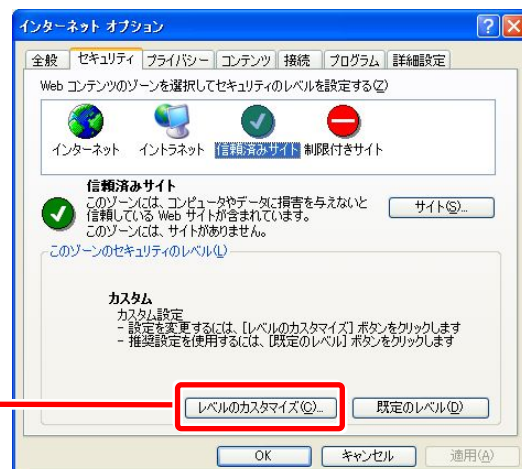 インターネット オプション
全般 セキュリティ プライバシー コンテンツ 接続 プログラム 詳細設定
Web コンテンツのゾーンを選択してセキュリティのレベルを設定する(Z)
インターネット イントラネット 信頼済みサイト 制限付きサイト
信頼済みサイト
このゾーンには、コンピュータやデータに損害を与えないと
信頼している Web サイトが含まれています。
このゾーンには、サイトがありません。
サイト(S)...
このゾーンのセキュリティのレベル(L)
カスタム
カスタム設定
- 設定を変更するには、[レベルのカスタマイズ] ボタンをクリックします
- 推奨設定を使用するには、[既定のレベル] ボタンをクリックします
レベルのカスタマイズ(C)... 既定のレベル(D)
OK キャンセル 適用(A)